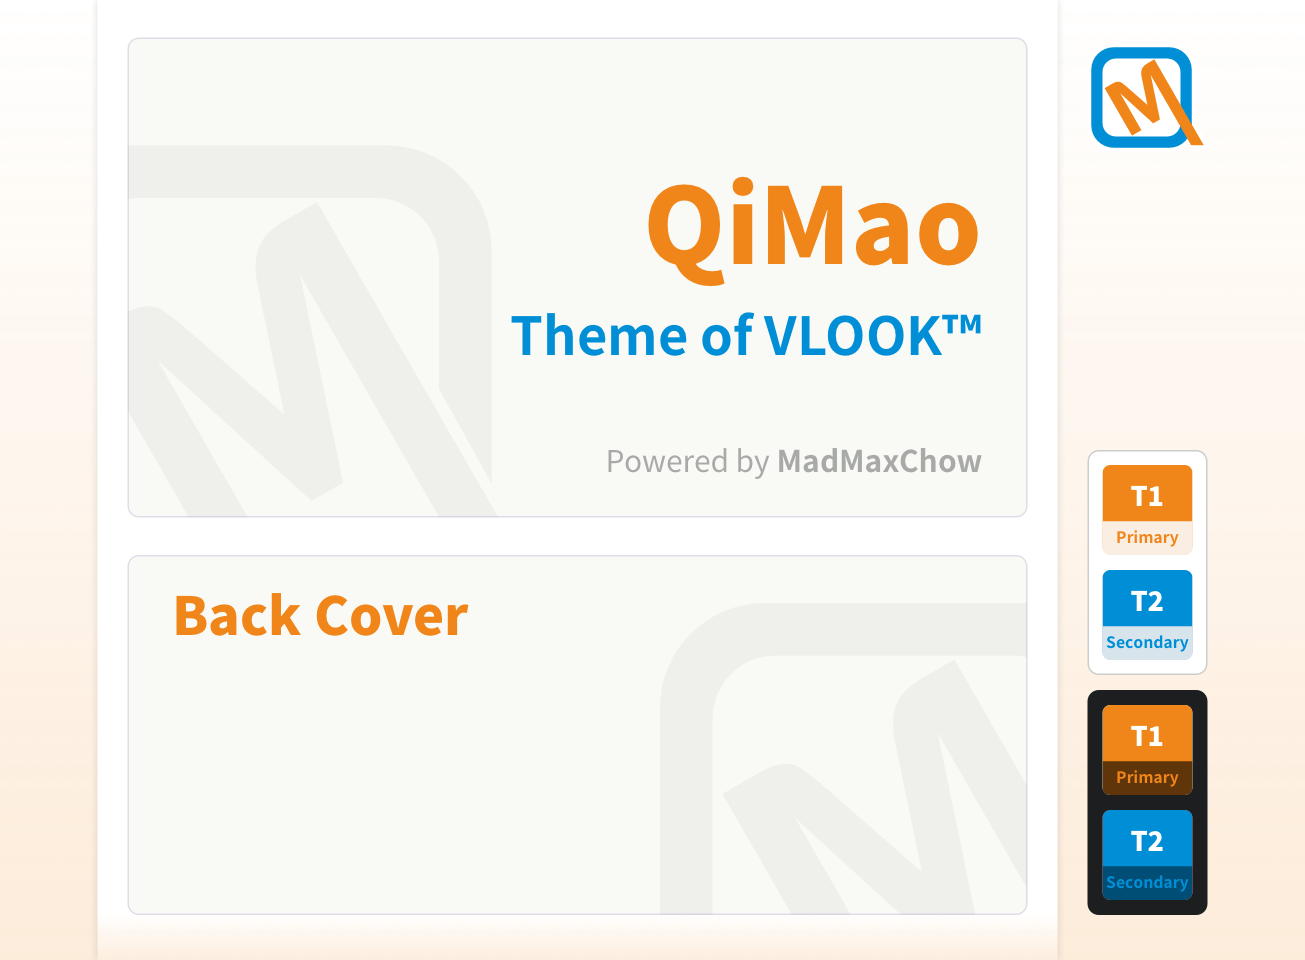 QiMao
Theme of VLOOK™
Powered by MadMaxChow
Back Cover
M
T1
Primary
T2
Secondary
T1
Primary
T2
Secondary